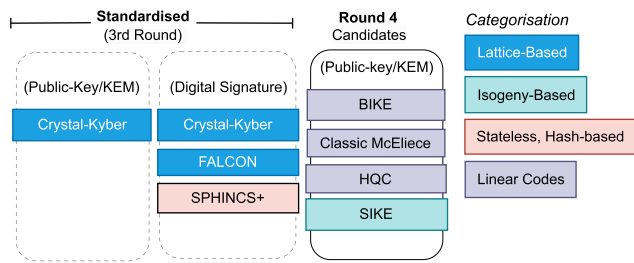 Standardised
(3rd Round)
Round 4
Candidates
Categorisation
(Public-Key/KEM)
(Digital Signature)
(Public-key/KEM)
Crystal-Kyber
Crystal-Kyber
FALCON
SPHINCS+
BIKE
Classic McEliece
HQC
SIKE
Lattice-Based
Isogeny-Based
Stateless, Hash-based
Linear Codes